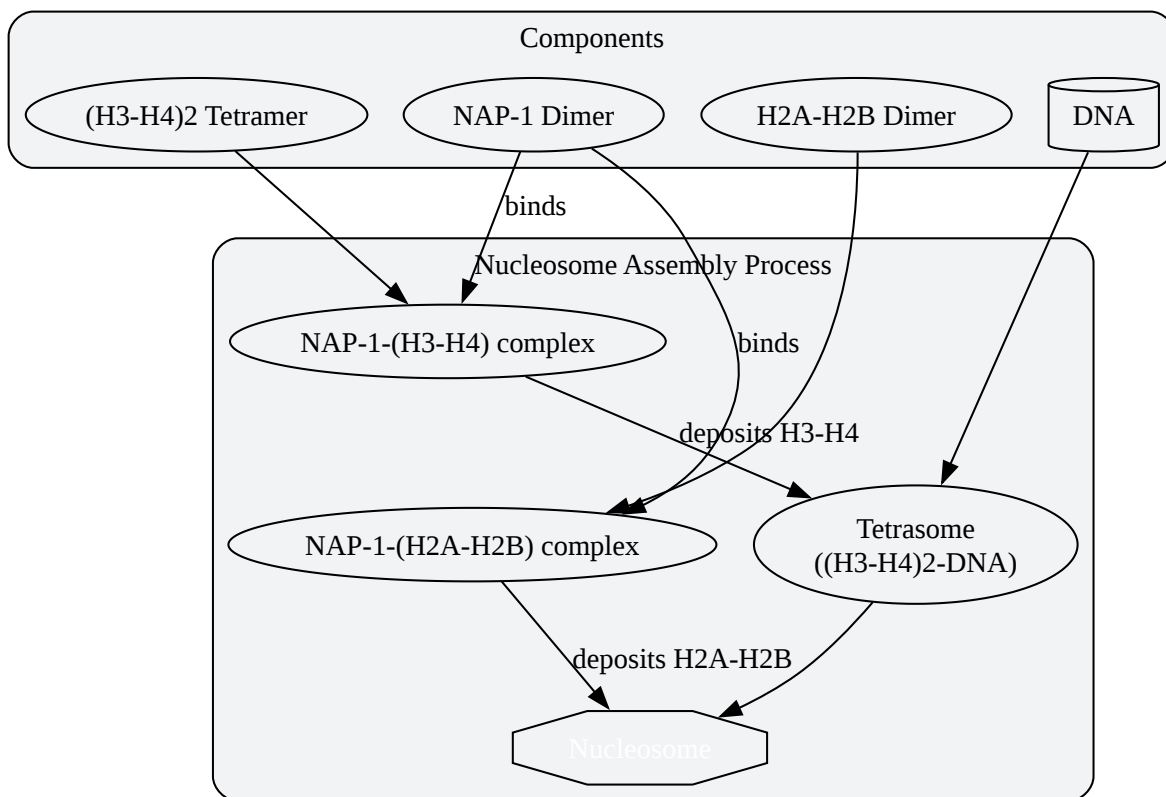 Components
(H3-H4)2 Tetramer
NAP-1 Dimer
H2A-H2B Dimer
DNA
binds
Nucleosome Assembly Process
NAP-1-(H3-H4) complex
binds
deposits H3-H4
NAP-1-(H2A-H2B) complex
Tetrasome
((H3-H4)2-DNA)
deposits H2A-H2B
Nucleosome